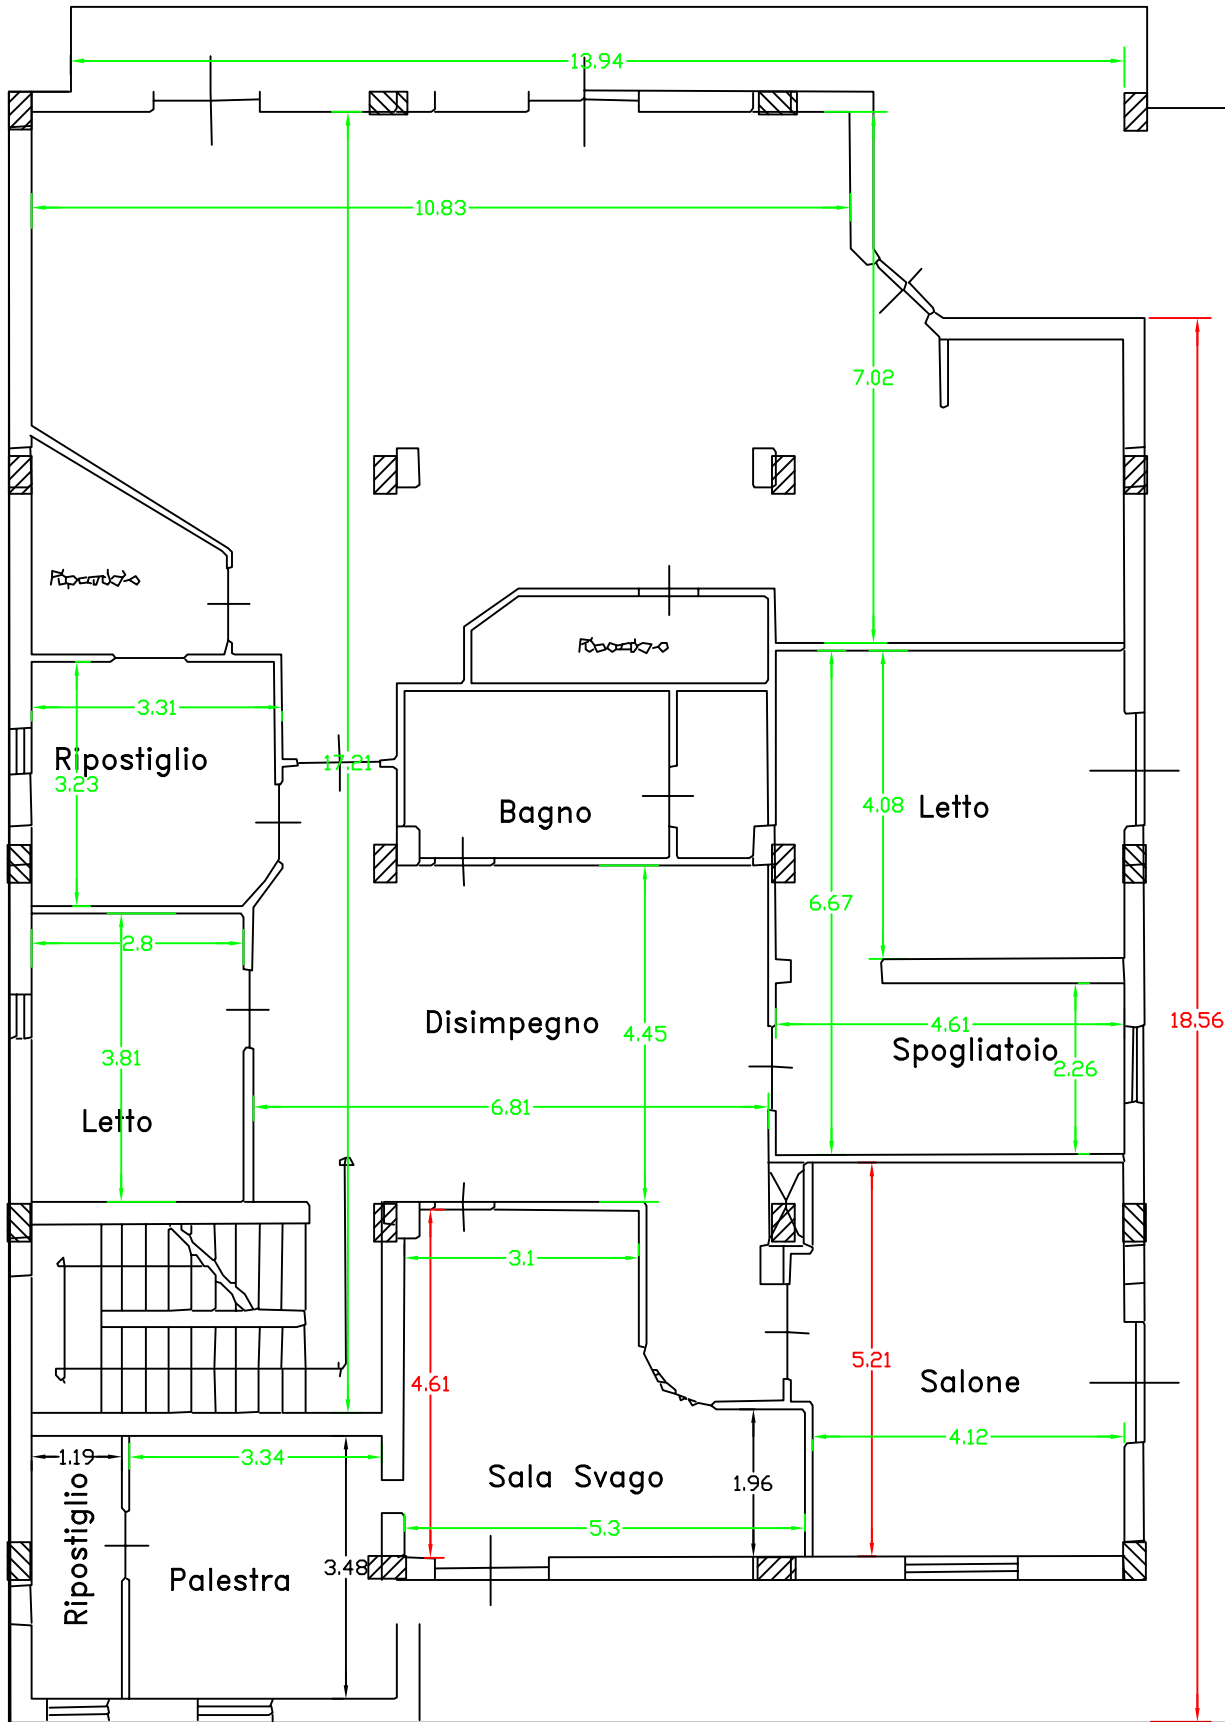 13.94
10.83
7.02
3.31
Ripostiglio
3.23
17.21
Bagno
4.08
Letto
6.67
2.8
3.81
Letto
Disimpegno
4.45
4.61
Spogliatoio
2.26
18.56
6.81
3.1
4.61
5.21
Salone
4.12
1.19
3.34
Ripostiglio
Sala Svago
1.96
5.3
3.48
Palestra